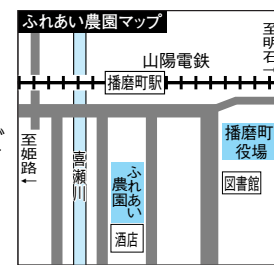 ふれあい農園マップ
至明石→
山陽電鉄
播磨町駅
至姫路←
喜瀬川
ふれあい
農園
酒店
播磨町
役場
図書館